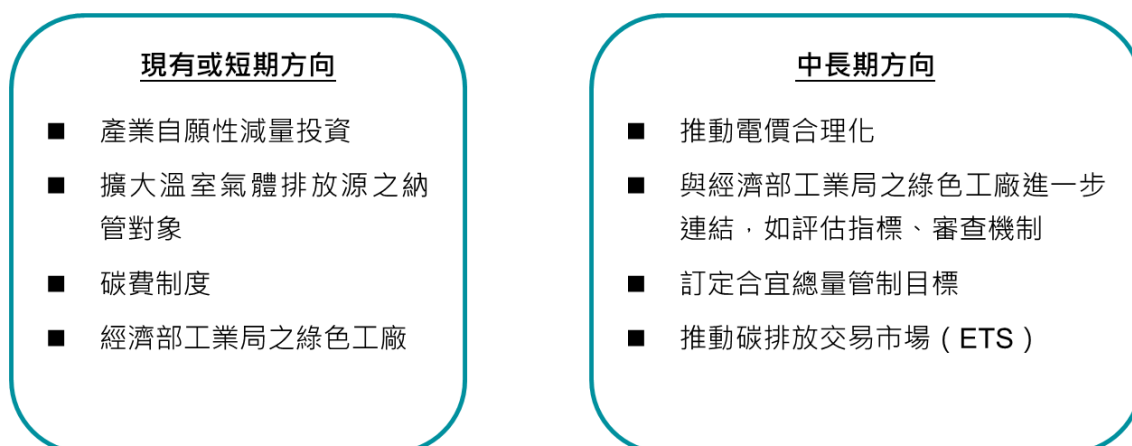 現有或短期方向
■ 產業自願性減量投資
■ 擴大溫室氣體排放源之納
管對象
■ 碳費制度
■ 經濟部工業局之綠色工廠
中長期方向
■ 推動電價合理化
■ 與經濟部工業局之綠色工廠進一步
連結，如評估指標、審查機制
■ 訂定合宜總量管制目標
■ 推動碳排放交易市場（ETS）